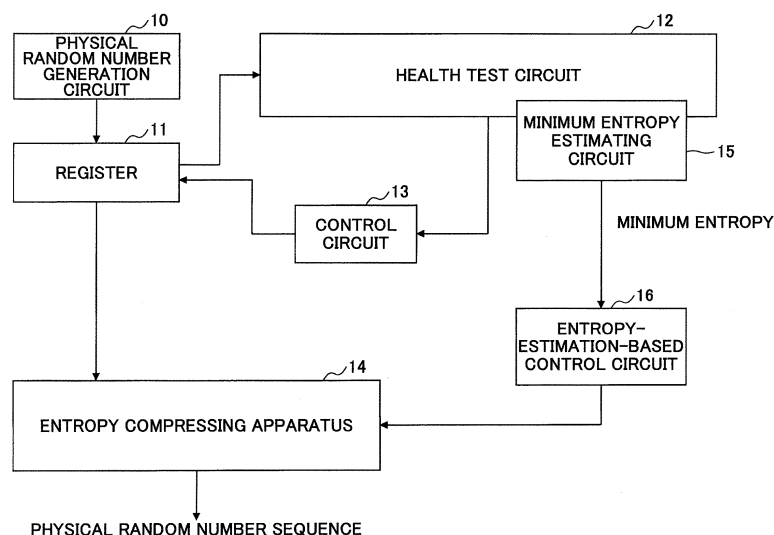 10
PHYSICAL
RANDOM NUMBER
GENERATION
CIRCUIT
12
HEALTH TEST CIRCUIT
11
REGISTER
MINIMUM ENTROPY
ESTIMATING
CIRCUIT
15
13
CONTROL
CIRCUIT
MINIMUM ENTROPY
16
ENTROPY-
ESTIMATION-BASED
CONTROL CIRCUIT
14
ENTROPY COMPRESSING APPARATUS
PHYSICAL RANDOM NUMBER SEQUENCE